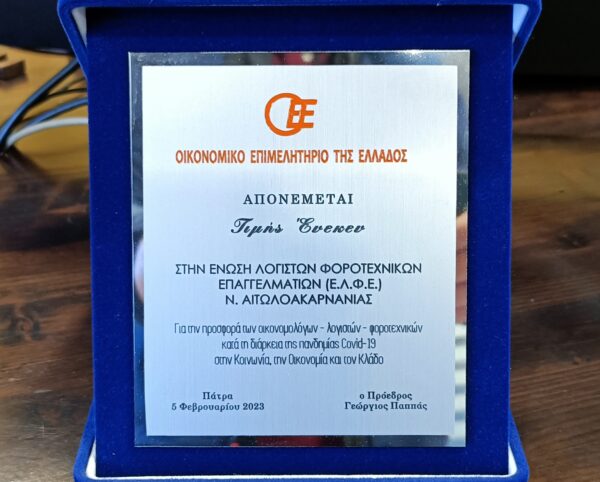 ΟΕΕ
ΟΙΚΟΝΟΜΙΚΟ ΕΠΙΜΕΛΗΤΗΡΙΟ ΤΗΣ ΕΛΛΑΔΟΣ
ΑΠΟΝΕΜΕΤΑΙ
Τιμής Ένεκεν
ΣΤΗΝ ΕΝΩΣΗ ΛΟΓΙΣΤΩΝ ΦΟΡΟΤΕΧΝΙΚΩΝ
ΕΠΑΓΓΕΛΜΑΤΙΩΝ (Ε.Λ.Φ.Ε.)
Ν. ΑΙΤΩΛΟΑΚΑΡΝΑΝΙΑΣ
Για την προσφορά των οικονομολόγων - λογιστών - φοροτεχνικών
κατά τη διάρκεια της πανδημίας Covid-19
στην Κοινωνία, την Οικονομία και τον Κλάδο
Πάτρα
5 Φεβρουαρίου 2023
ο Πρόεδρος
Γεώργιος Παππάς